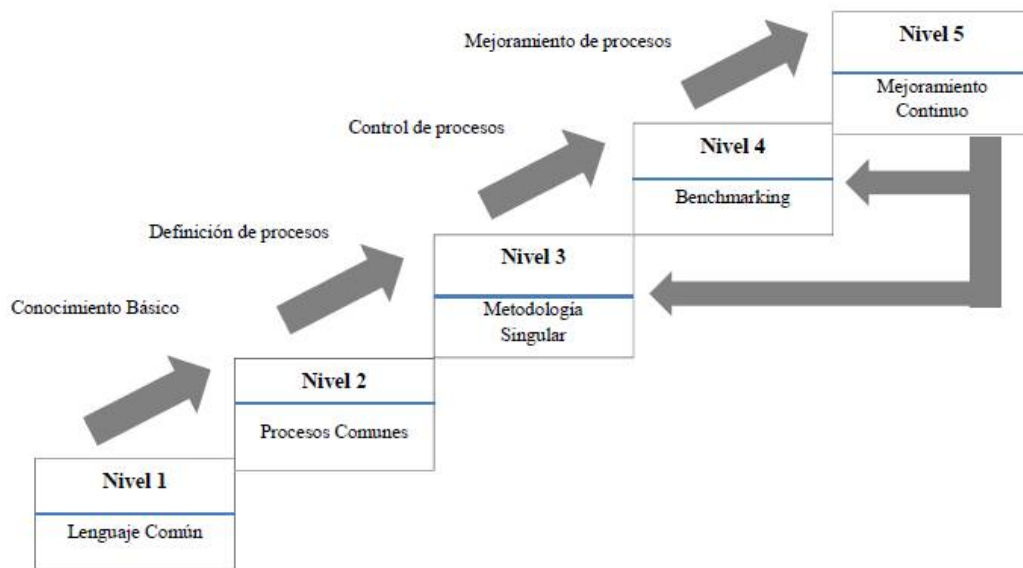 Mejoramiento de procesos
Nivel 5
Mejoramiento
Continuo
Control de procesos
Nivel 4
Benchmarking
Definición de procesos
Nivel 3
Metodología
Singular
Conocimiento Básico
Nivel 2
Procesos Comunes
Nivel 1
Lenguaje Común